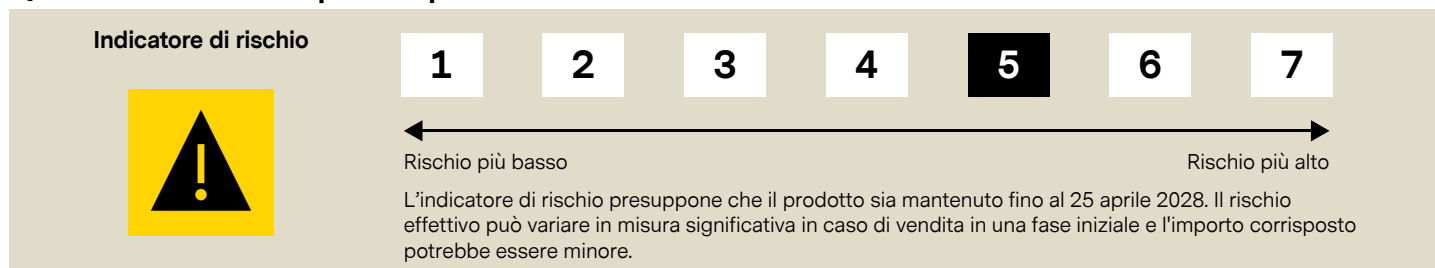 Indicatore di rischio
1 2 3 4 5 6 7
Rischio più basso Rischio più alto
L'indicatore di rischio presuppone che il prodotto sia mantenuto fino al 25 aprile 2028. Il rischio
effettivo può variare in misura significativa in caso di vendita in una fase iniziale e l'importo corrisposto
potrebbe essere minore.